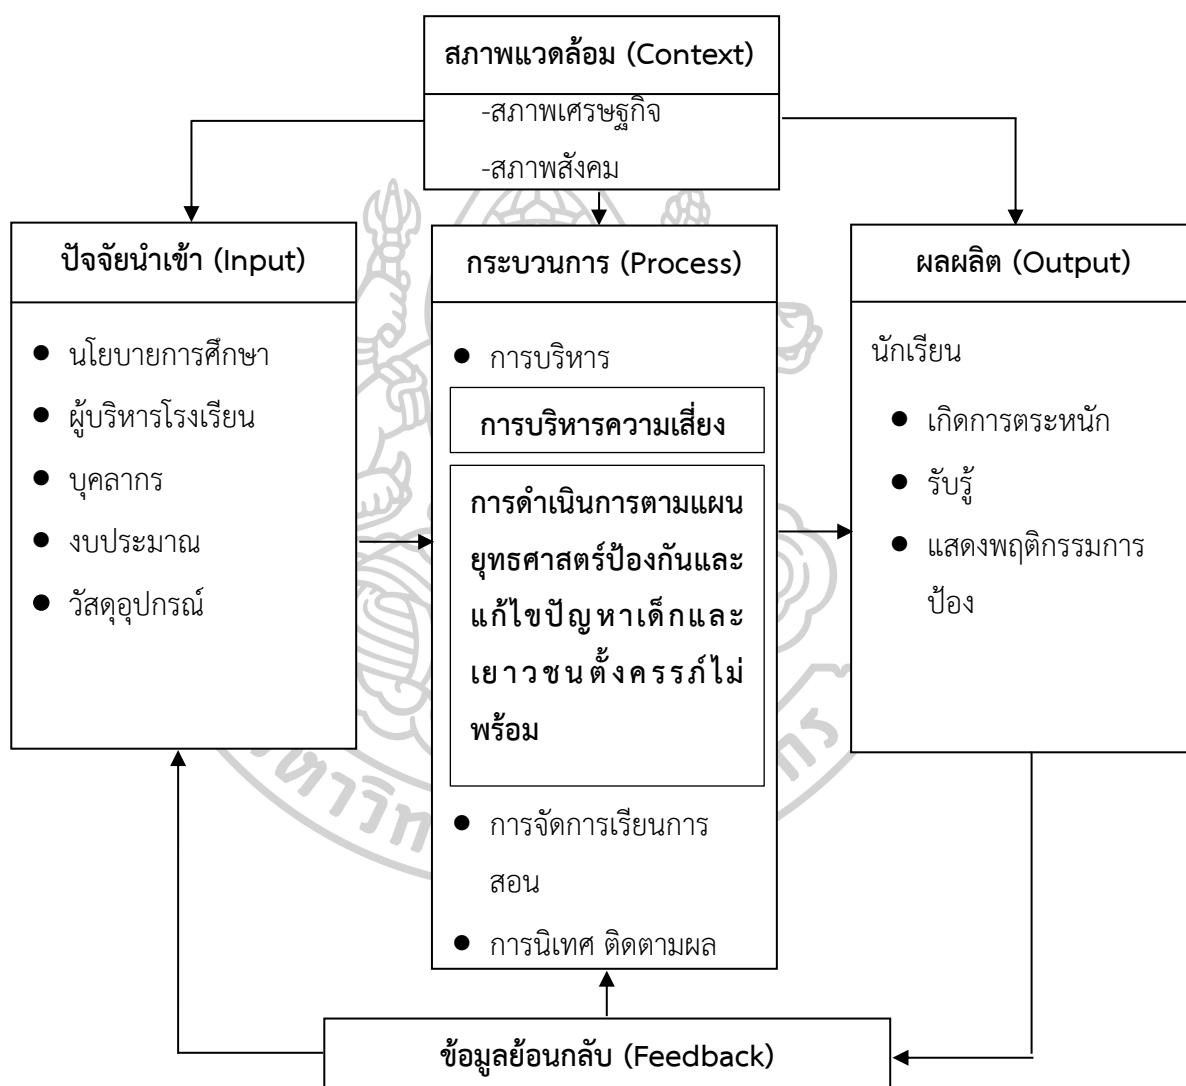 สภาพแวดล้อม (Context)
-สภาพเศรษฐกิจ
-สภาพสังคม
ปัจจัยนำเข้า (Input)
● นโยบายการศึกษา
● ผู้บริหารโรงเรียน
● บุคลากร
● งบประมาณ
● วัสดุอุปกรณ์
กระบวนการ (Process)
● การบริหาร
การบริหารความเสี่ยง
การดำเนินการตามแผน
ยุทธศาสตร์ป้องกันและ
แก้ไขปัญหาเด็กและ
เยาวชนตั้งครรภ์ไม่
พร้อม
● การจัดการเรียนการ
สอน
● การนิเทศ ติดตามผล
ผลผลิต (Output)
นักเรียน
● เกิดการตระหนัก
● รับรู้
● แสดงพฤติกรรมการ
ป้อง
ข้อมูลย้อนกลับ (Feedback)